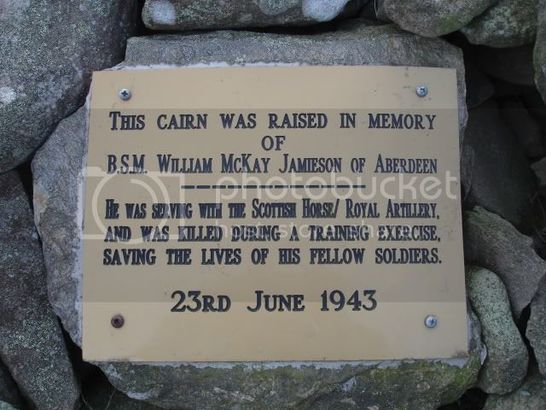 THIS CAIRN WAS RAISED IN MEMORY
OF
B.S.M. WILLIAM MCKAY JAMIESON OF ABERDEEN
photobucket
HE WAS SERVING WITH THE SCOTTISH HORSE/ ROYAL ARTILLERY,
AND WAS KILLED DURING A TRAINING EXERCISE,
SAVING THE LIVES OF HIS FELLOW SOLDIERS.
23RD JUNE 1943